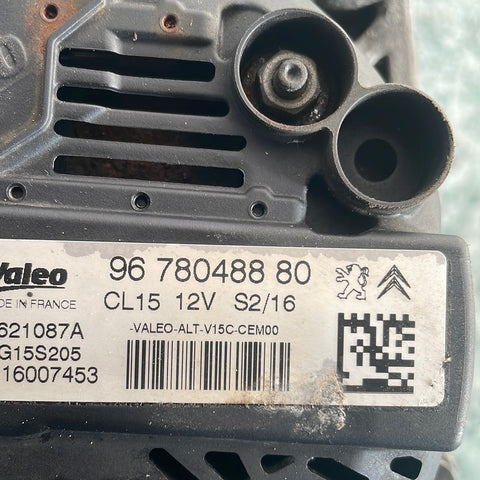 Valeo
96 780488 80
DE IN FRANCE
CL15 12V S2/16
621087A
-VALEO-ALT-V15C-CEM00
G15S205
16007453